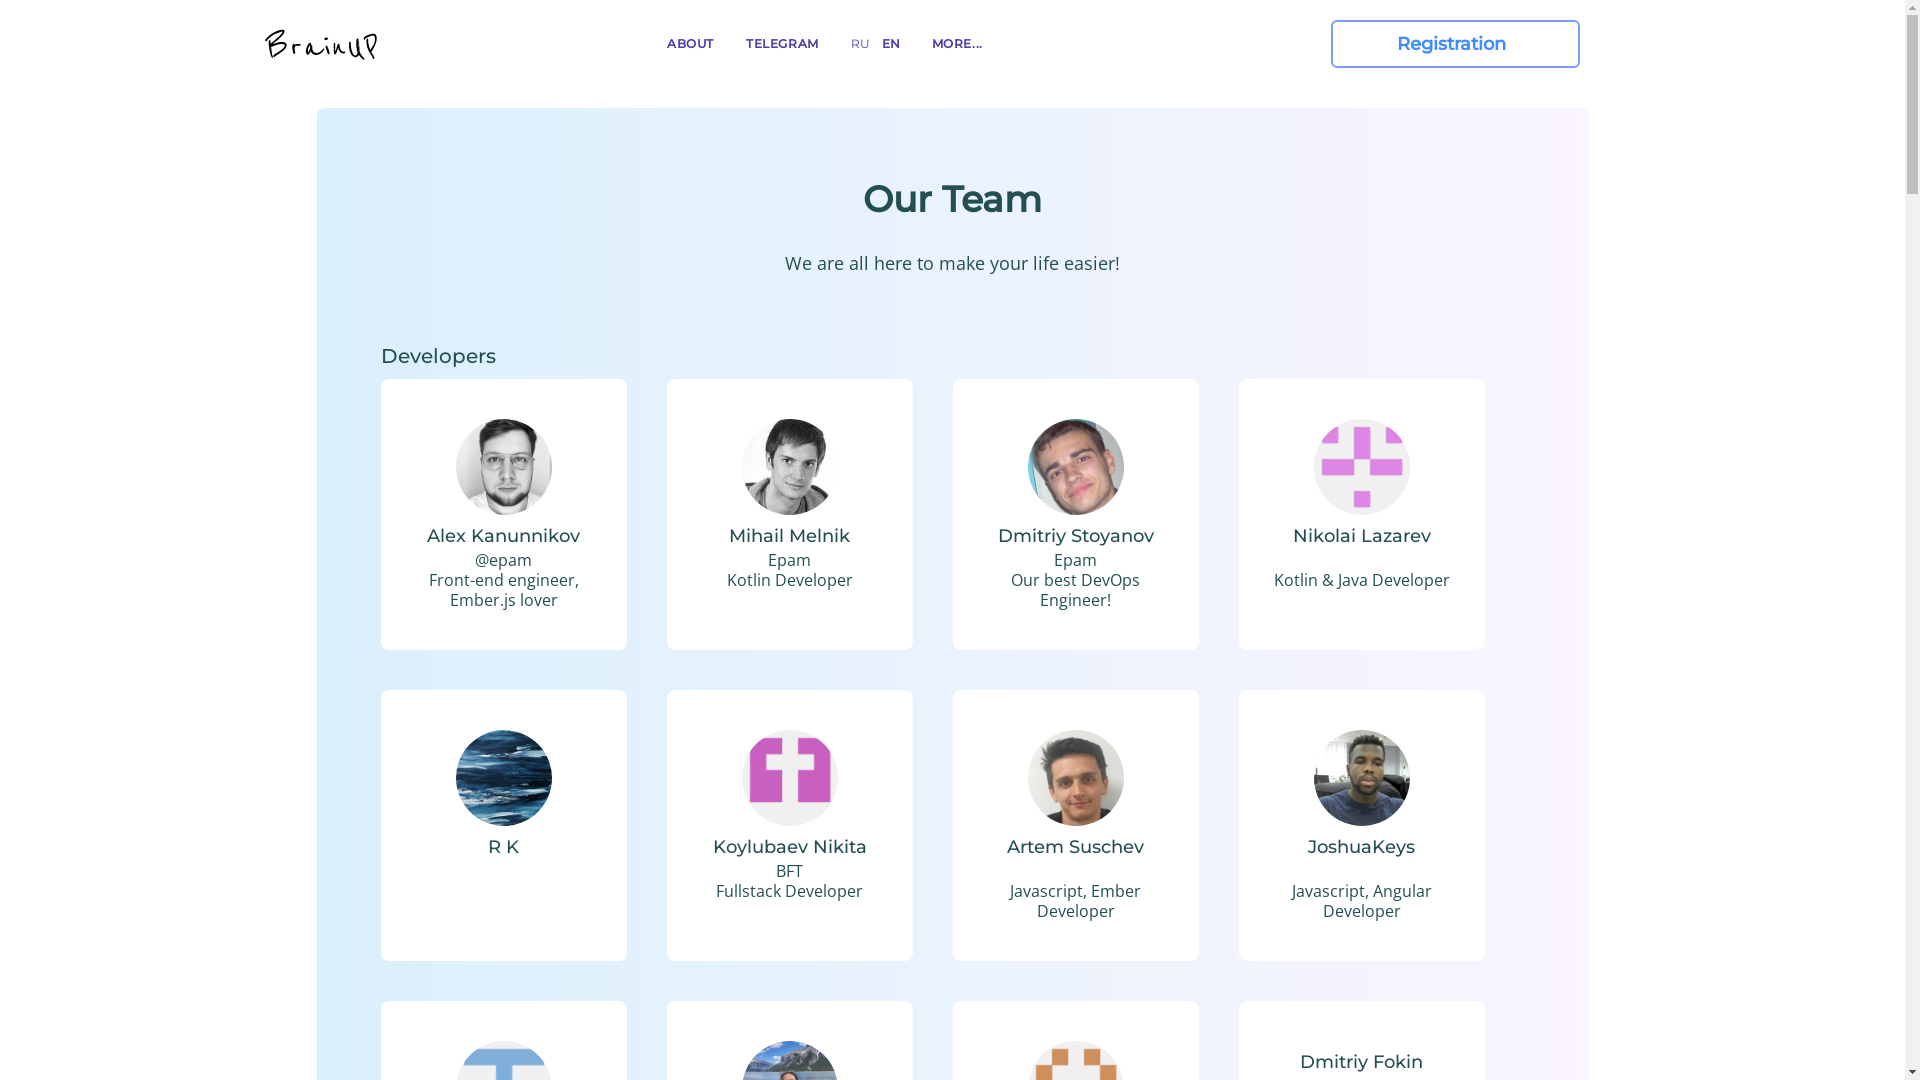 BrainUP
ABOUT
TELEGRAM
RU
EN
MORE...
Registration
Our Team
We are all here to make your life easier!
Developers
Alex Kanunnikov
@epam
Front-end engineer,
Ember.js lover
Mihail Melnik
Epam
Kotlin Developer
Dmitriy Stoyanov
Epam
Our best DevOps
Engineer!
Nikolai Lazarev
Kotlin & Java Developer
R K
Koylubaev Nikita
BFT
Fullstack Developer
Artem Suschev
Javascript, Ember
Developer
JoshuaKeys
Javascript, Angular
Developer
Dmitriy Fokin